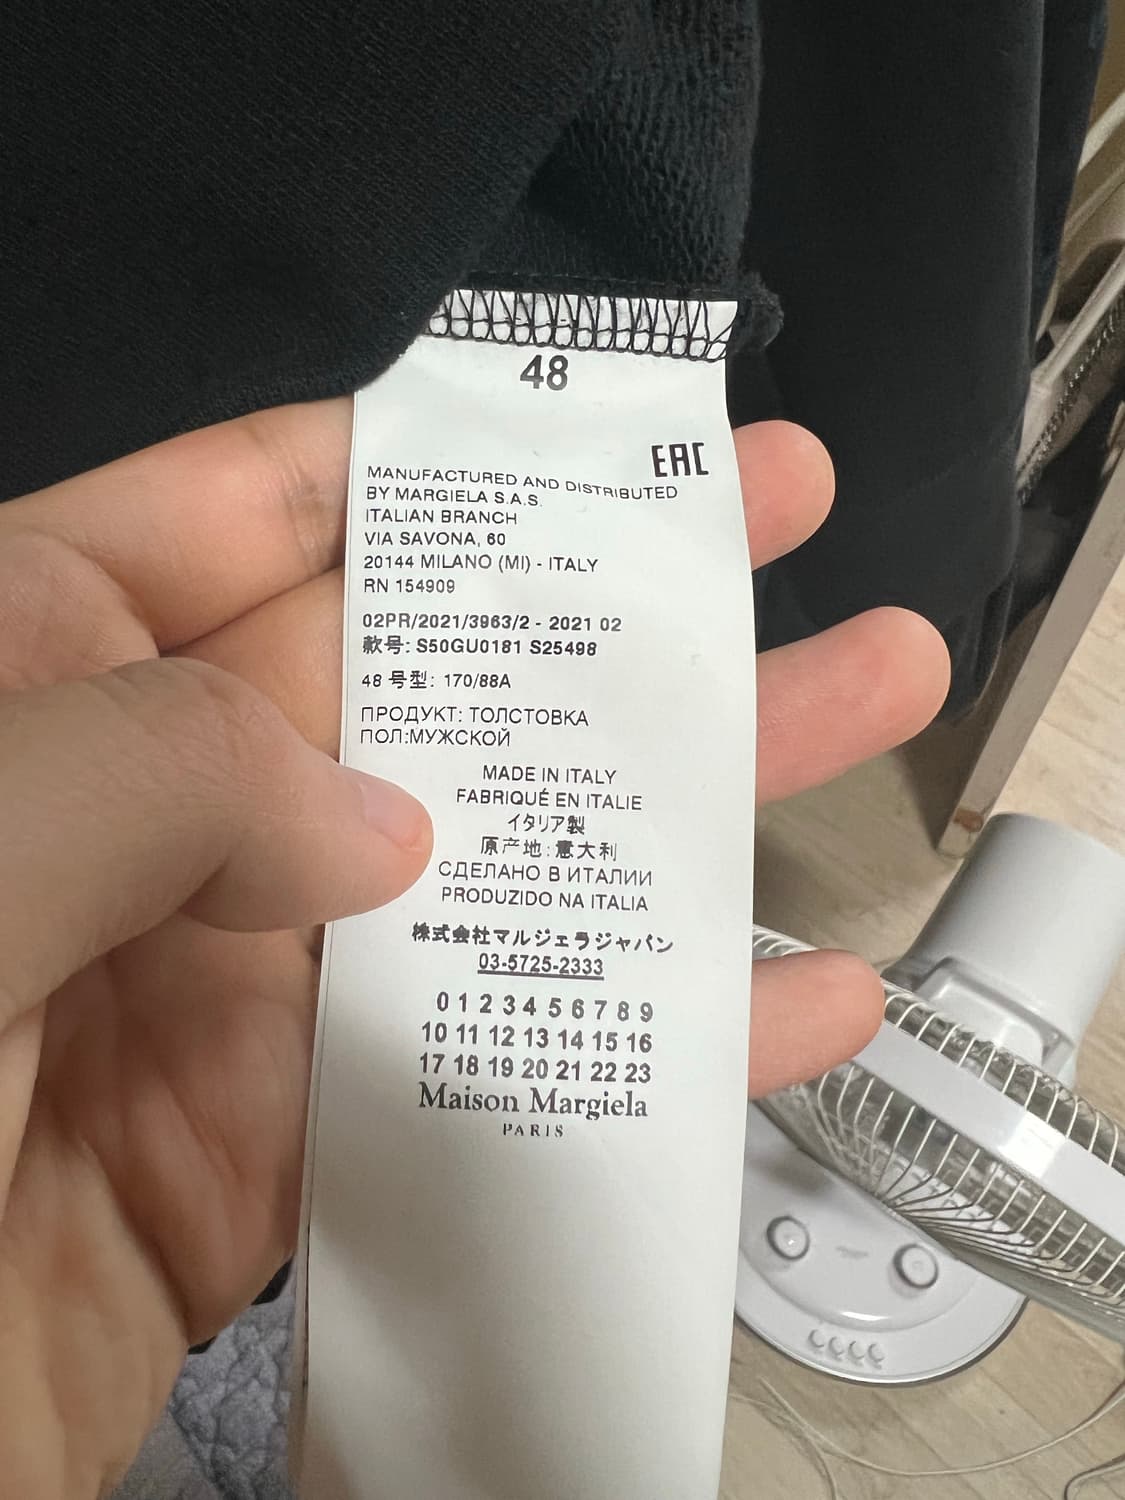 48
EAC
MANUFACTURED AND DISTRIBUTED
BY MARGIELA S.A.S.
ITALIAN BRANCH
VIA SAVONA, 60
20144 MILANO (MI) - ITALY
RN 154909
02PR/2021/3963/2 - 2021 02
款号: S50GU0181 S25498
48 号型: 170/88A
ПРОДУКТ: ТОЛСТОВКА
ПОЛ:МУЖСКОЙ
MADE IN ITALY
FABRIQUÉ EN ITALIE
イタリア製
原产地:意大利
СДЕЛАНО В ИТАЛИИ
PRODUZIDO NA ITALIA
株式会社マルジェラジャパン
03-5725-2333
0 1 2 3 4 5 6 7 8 9
10 11 12 13 14 15 16
17 18 19 20 21 22 23
Maison Margiela
PARIS